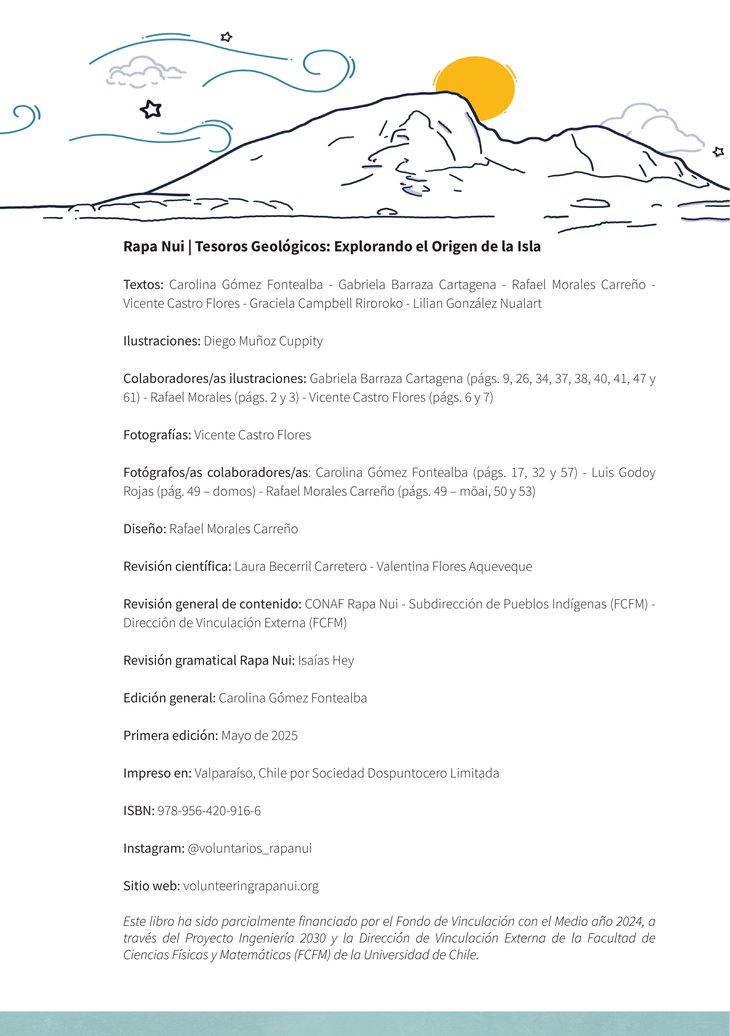 Rapa Nui | Tesoros Geológicos: Explorando el Origen de la Isla
Textos: Carolina Gómez Fontealba - Gabriela Barraza Cartagena - Rafael Morales Carreño -
Vicente Castro Flores - Graciela Campbell Riroroko - Lilian González Nualart
Ilustraciones: Diego Muñoz Cuppity
Colaboradores/as ilustraciones: Gabriela Barraza Cartagena (págs. 9, 26, 34, 37, 38, 40, 41, 47 y
61) - Rafael Morales (págs. 2 y 3) - Vicente Castro Flores (págs. 6 y 7)
Fotografías: Vicente Castro Flores
Fotógrafos/as colaboradores/as: Carolina Gómez Fontealba (págs. 17, 32 y 57) - Luis Godoy
Rojas (pág. 49 – domos) - Rafael Morales Carreño (págs. 49 – mōai, 50 y 53)
Diseño: Rafael Morales Carreño
Revisión científica: Laura Becerril Carretero - Valentina Flores Aqueveque
Revisión general de contenido: CONAF Rapa Nui - Subdirección de Pueblos Indígenas (FCFM) -
Dirección de Vinculación Externa (FCFM)
Revisión gramatical Rapa Nui: Isaías Hey
Edición general: Carolina Gómez Fontealba
Primera edición: Mayo de 2025
Impreso en: Valparaíso, Chile por Sociedad Dospuntocero Limitada
ISBN: 978-956-420-916-6
Instagram: @voluntarios_rapanui
Sitio web: volunteeringrapanui.org
Este libro ha sido parcialmente financiado por el Fondo de Vinculación con el Medio año 2024, a
través del Proyecto Ingeniería 2030 y la Dirección de Vinculación Externa de la Facultad de
Ciencias Físicas y Matemáticas (FCFM) de la Universidad de Chile.